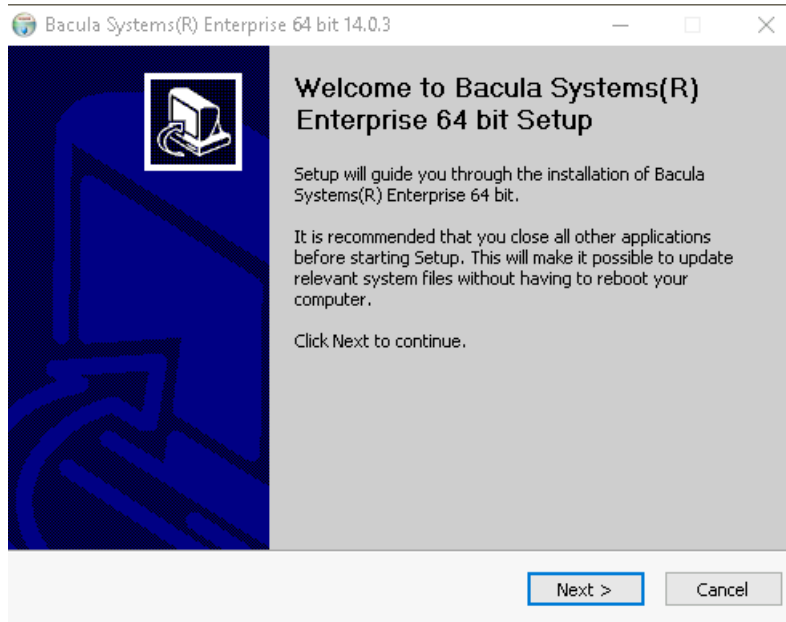 Bacula Systems(R) Enterprise 64 bit 14.0.3
Welcome to Bacula Systems(R)
Enterprise 64 bit Setup
Setup will guide you through the installation of Bacula
Systems(R) Enterprise 64 bit.
It is recommended that you close all other applications
before starting Setup. This will make it possible to update
relevant system files without having to reboot your
computer.
Click Next to continue.
Next >
Cancel